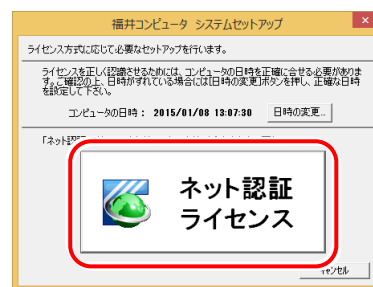 福井コンピュータ システムセットアップ
ライセンス方式に応じて必要なセットアップを行います。
ライセンスを正しく認識させるためには、コンピュータの日時を正確に合せる必要がありま
す。ご確認の上、日時がずれている場合には[日時の変更]ボタンを押し、正確な日時
を設定して下さい。
コンピュータの日時： 2015/01/08 13:07:30 日時の変更..
「ネット認証
ネット認証
ライセンス
キャンセル